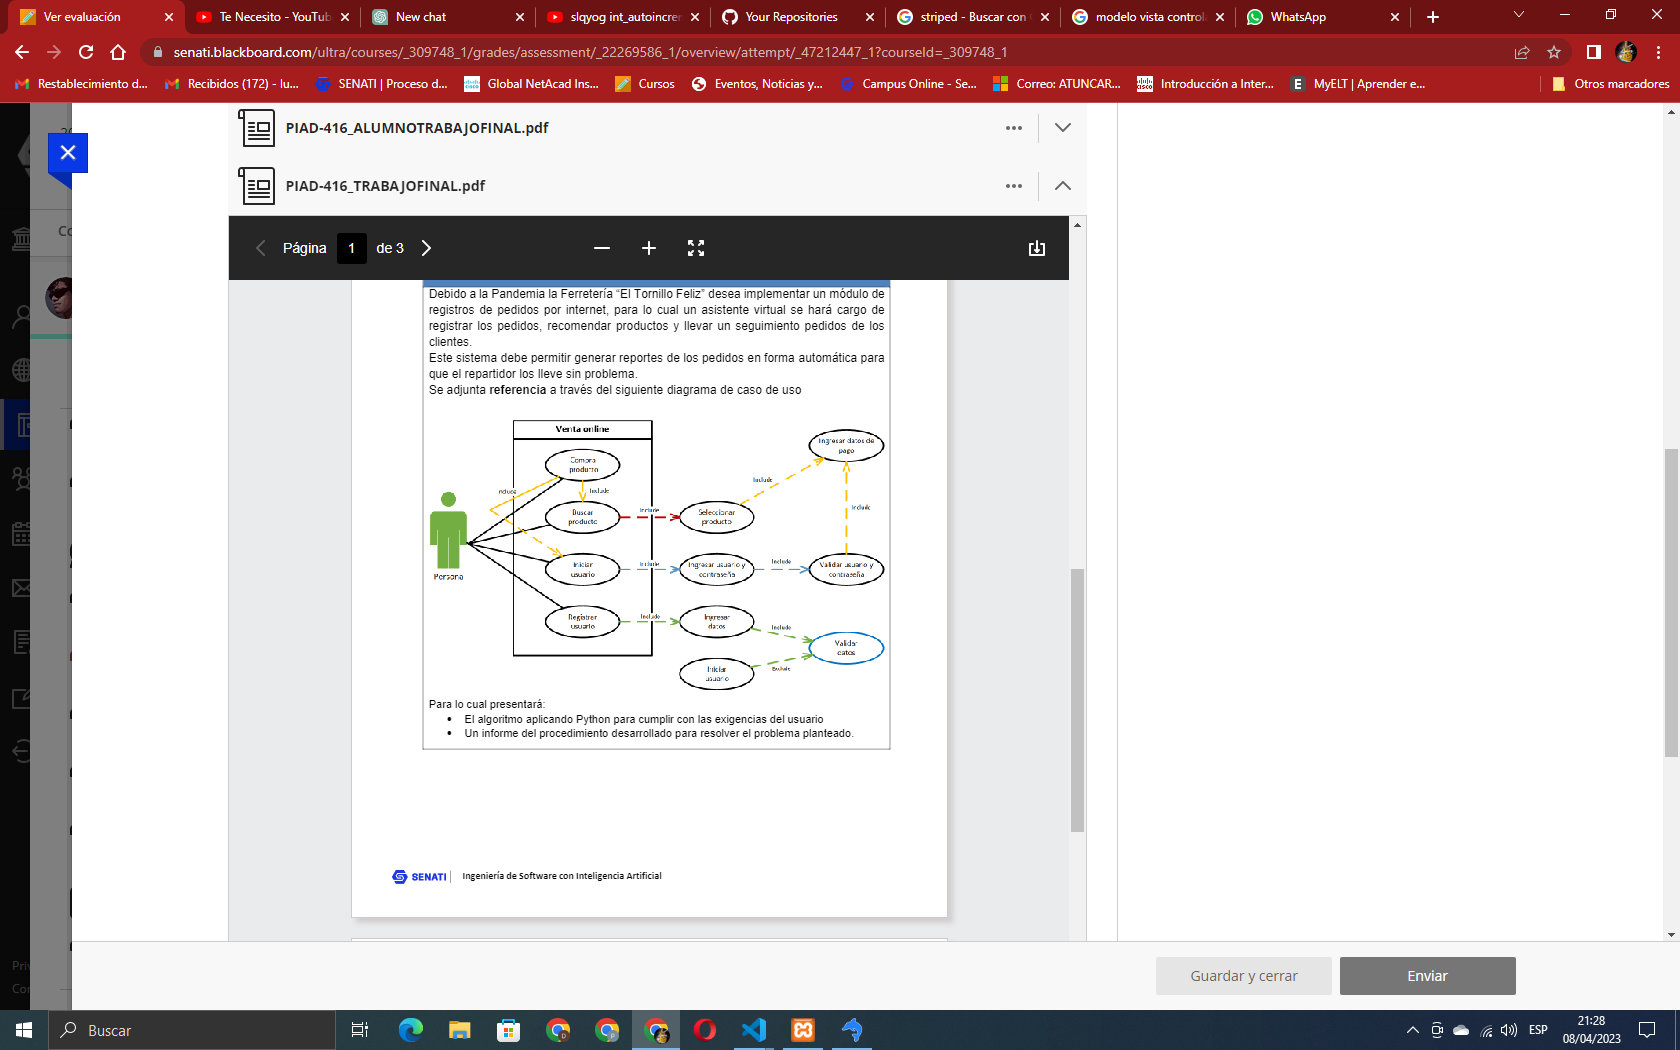 Ver evaluación
Te Necesito - YouTub
New chat
slqyog int_autoincrer
Your Repositories
striped - Buscar con
modelo vista control
WhatsApp
senati.blackboard.com/ultra/courses/_309748_1/grades/assessment/_22269586_1/overview/attempt/_47212447_1?courseId=_309748_1
Restablecimiento d...
Recibidos (172) - lu...
SENATI | Proceso d...
Global NetAcad Ins...
Cursos
Eventos, Noticias y...
Campus Online - Se...
Correo: ATUNCAR...
Introducción a Inter...
MyELT | Aprender e...
Otros marcadores
PIAD-416_ALUMNOTRABAJOFINAL.pdf
PIAD-416_TRABAJOFINAL.pdf
Página 1 de 3
Debido a la Pandemia la Ferretería “El Tornillo Feliz” desea implementar un módulo de
registros de pedidos por internet, para lo cual un asistente virtual se hará cargo de
registrar los pedidos, recomendar productos y llevar un seguimiento pedidos de los
clientes.
Este sistema debe permitir generar reportes de los pedidos en forma automática para
que el repartidor los lleve sin problema.
Se adjunta referencia a través del siguiente diagrama de caso de uso
Venta online
Compra
producto
Ingresar datos de
pago
Include
Include
Include
Buscar
producto
Include
Seleccionar
producto
Include
Persona
Iniciar
usuario
Include
Ingresar usuario y
contraseña
Include
Validar usuario y
contraseña
Registrar
usuario
Include
Ingresar
datos
Include
Validar
datos
Iniciar
usuario
Exclude
Para lo cual presentará:
• El algoritmo aplicando Python para cumplir con las exigencias del usuario
• Un informe del procedimiento desarrollado para resolver el problema planteado.
SENATI | Ingeniería de Software con Inteligencia Artificial
Co
Priv
Con
Guardar y cerrar
Enviar
Buscar
ESP
21:28
08/04/2023